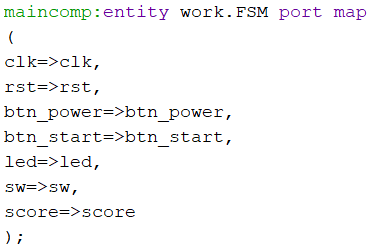 maincomp:entity work.FSM port map
(
clk=>clk,
rst=>rst,
btn_power=>btn_power,
btn_start=>btn_start,
led=>led,
sw=>sw,
score=>score
);